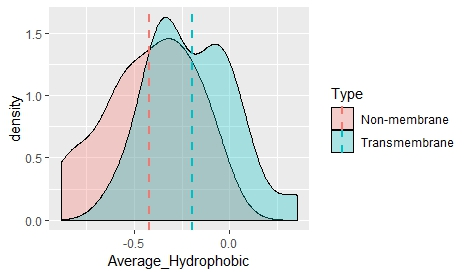 1.5
1.0
0.5
0.0
density
-0.5
0.0
Average_Hydrophobic
Type
Non-membrane
Transmembrane